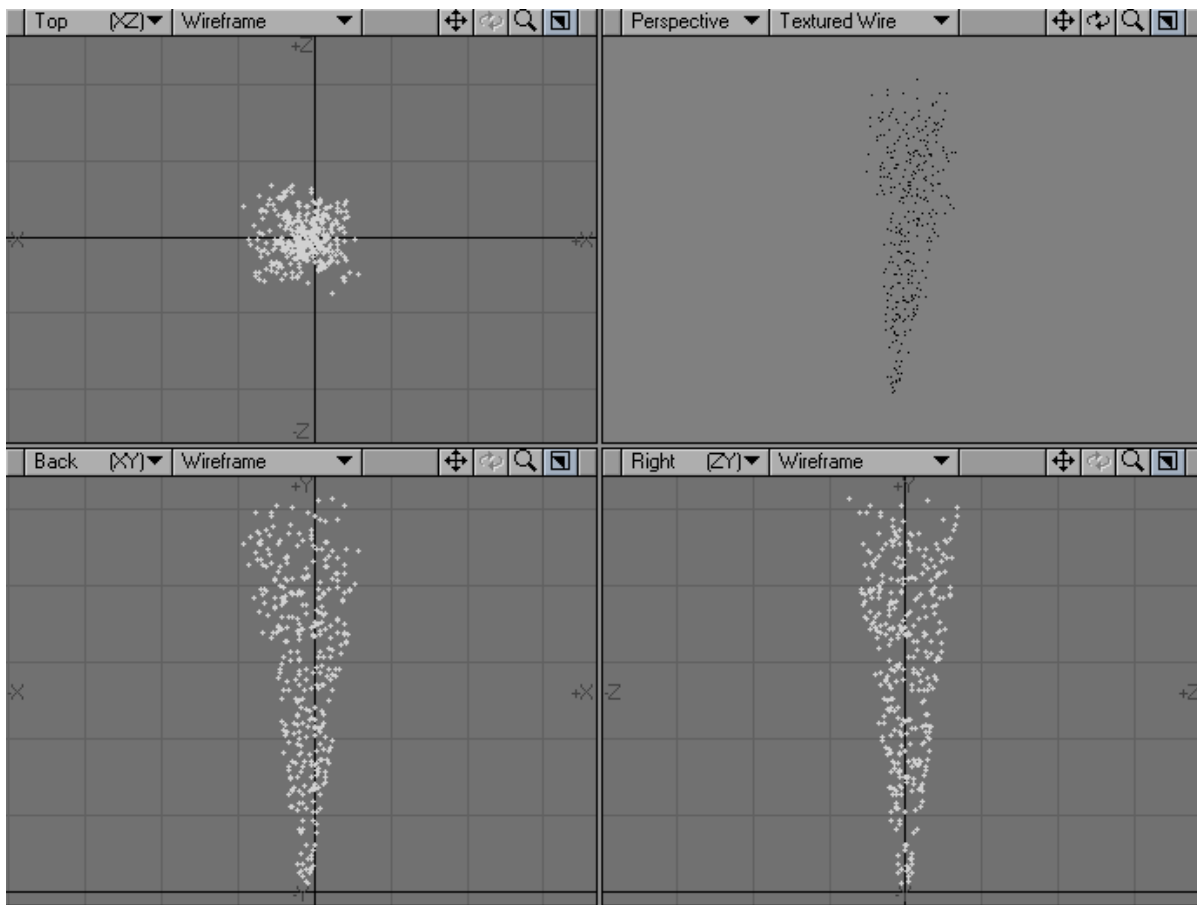 Top (XZ) Wireframe
Perspective Textured Wire
+Z
-X +X
-Z
Back (XY) Wireframe
Right (ZY) Wireframe
+Y +Y
-X +X -Z +Z
-Y -Y